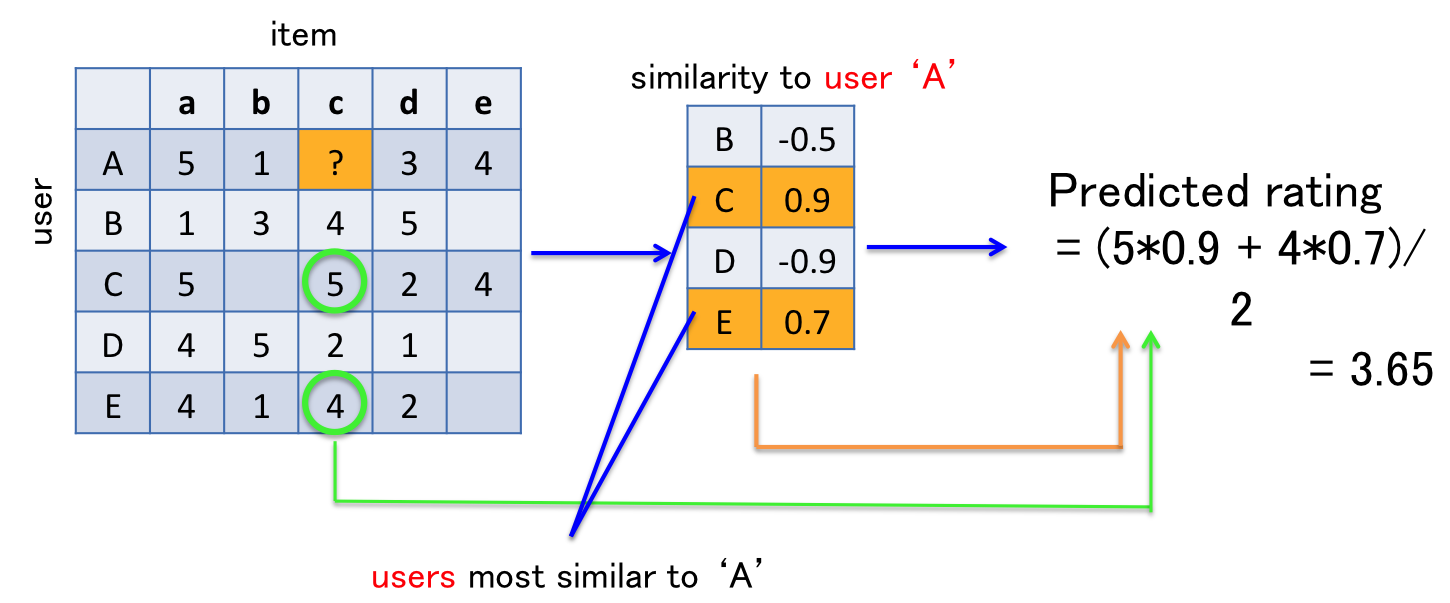 item
user
a b c d e
A 5 1 ? 3 4
B 1 3 4 5
C 5 5 2 4
D 4 5 2 1
E 4 1 4 2
similarity to user ‘A’
B -0.5
C 0.9
D -0.9
E 0.7
users most similar to ‘A’
Predicted rating
= (5*0.9 + 4*0.7)/
2
= 3.65